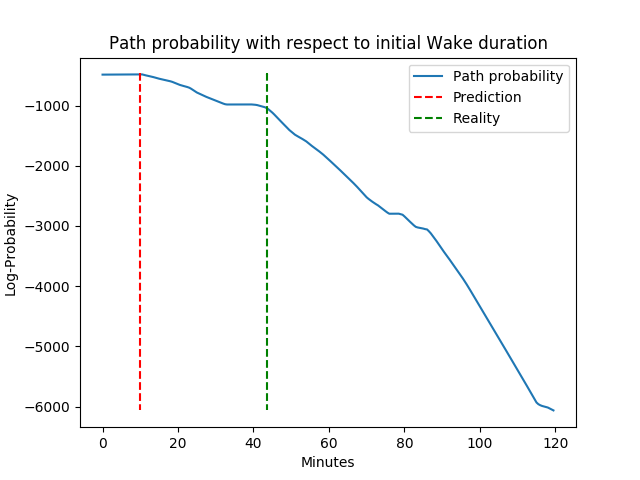 Path probability with respect to initial Wake duration
Path probability
Prediction
Reality
−1000
−2000
−3000
−4000
−5000
−6000
Log-Probability
0 20 40 60 80 100 120
Minutes